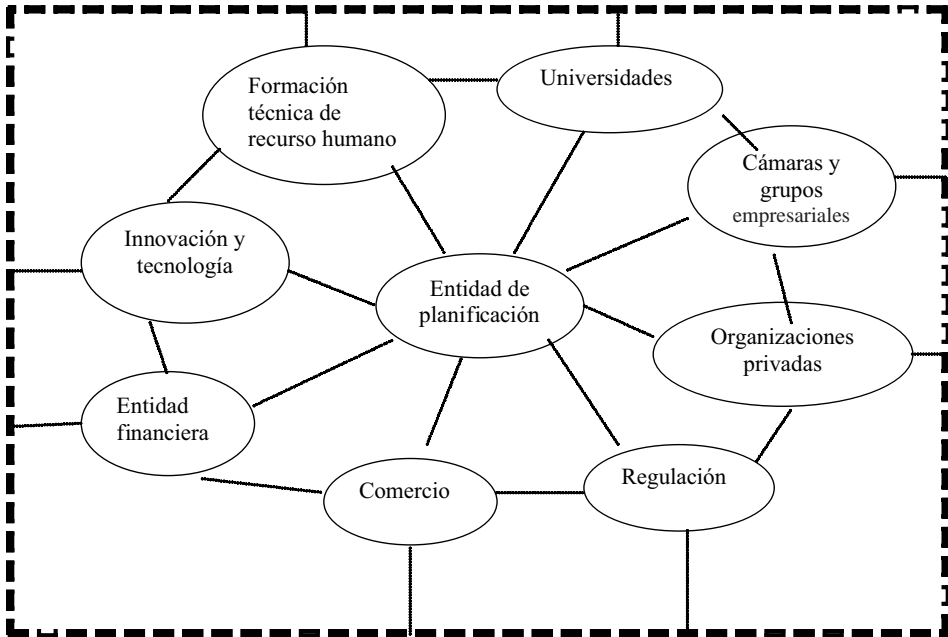 Formación
técnica de
recurso humano
Universidades
Cámaras y
grupos
empresariales
Innovación y
tecnología
Entidad de
planificación
Organizaciones
privadas
Entidad
financiera
Comercio
Regulación